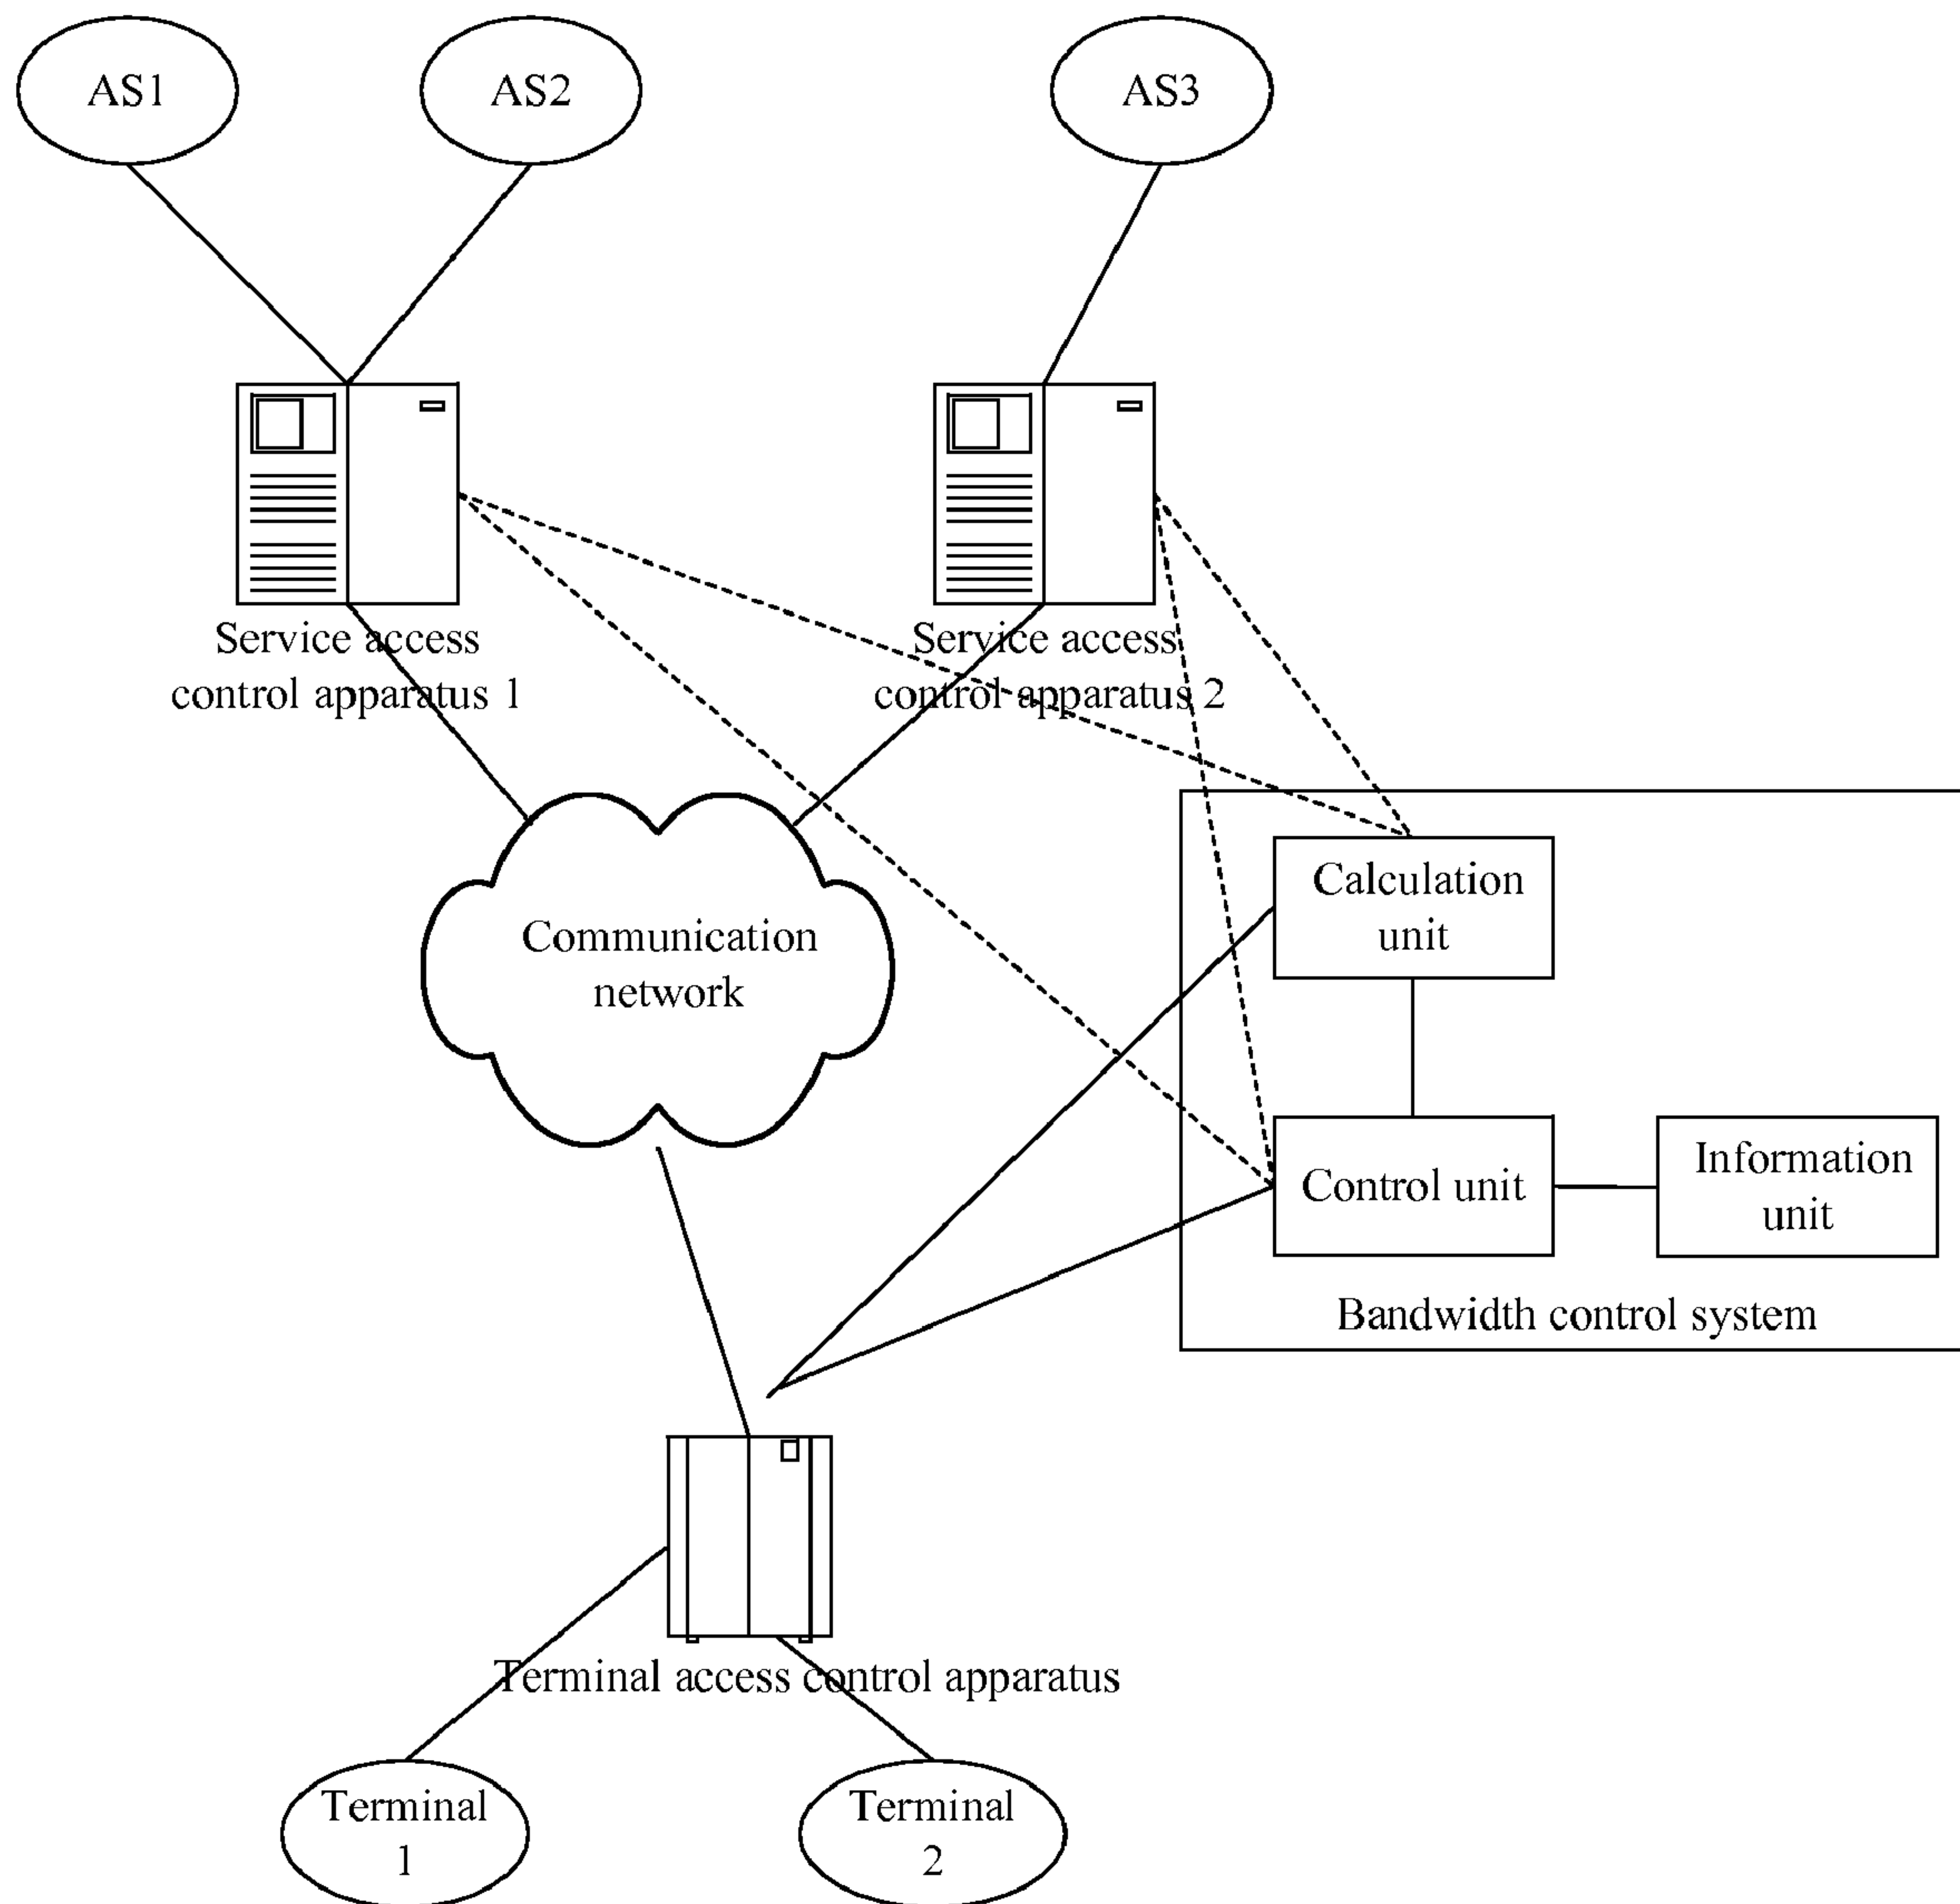 AS1
AS2
AS3
Service access
control apparatus 1
Service access
control apparatus 2
Communication
network
Calculation
unit
Control unit
Information
unit
Bandwidth control system
Terminal access control apparatus
Terminal
1
Terminal
2